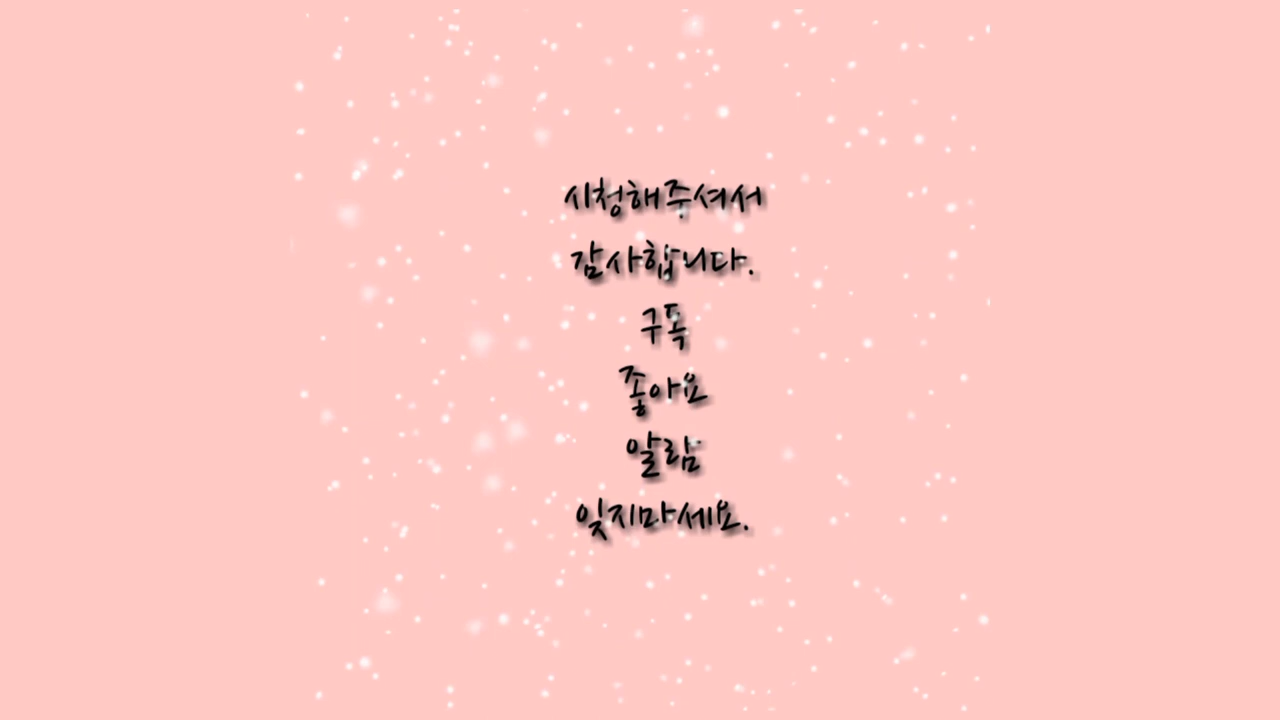 시청해주셔서
감사합니다.
구독
좋아요
알람
잊지마세요.